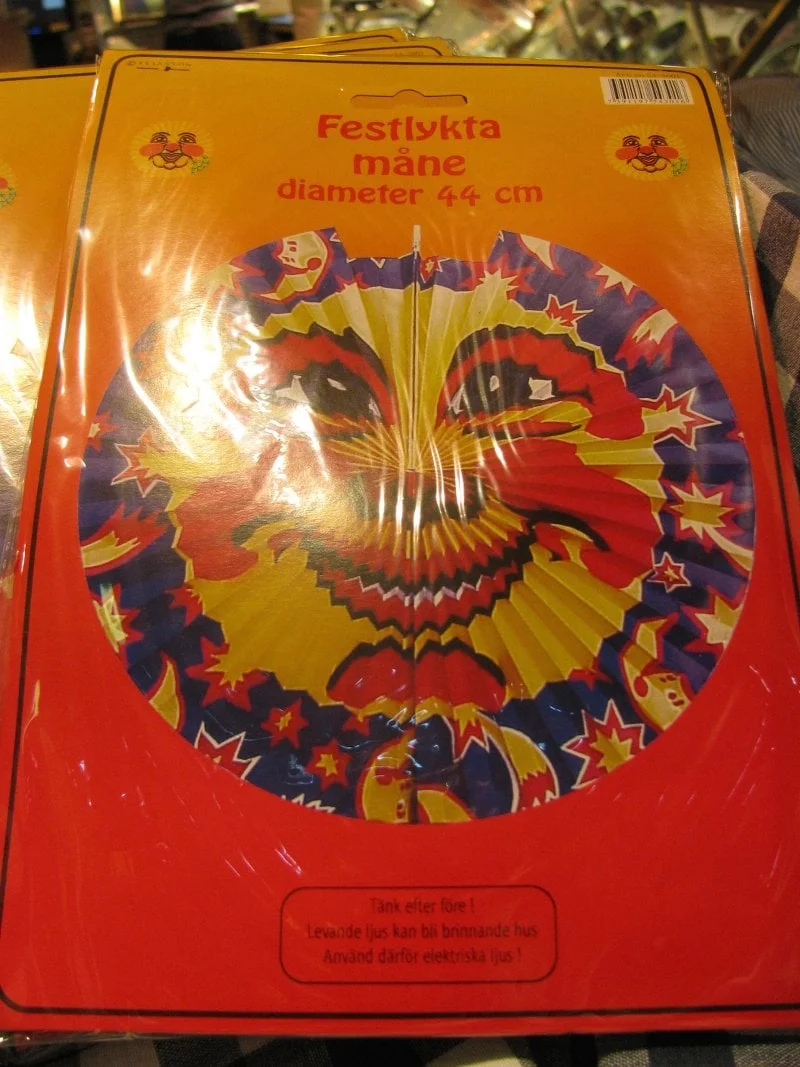 Festlykta
måne
diameter 44 cm
Tänk efter före !
Levande ljus kan bli brinnande hus
Använd därför elektriska ljus !